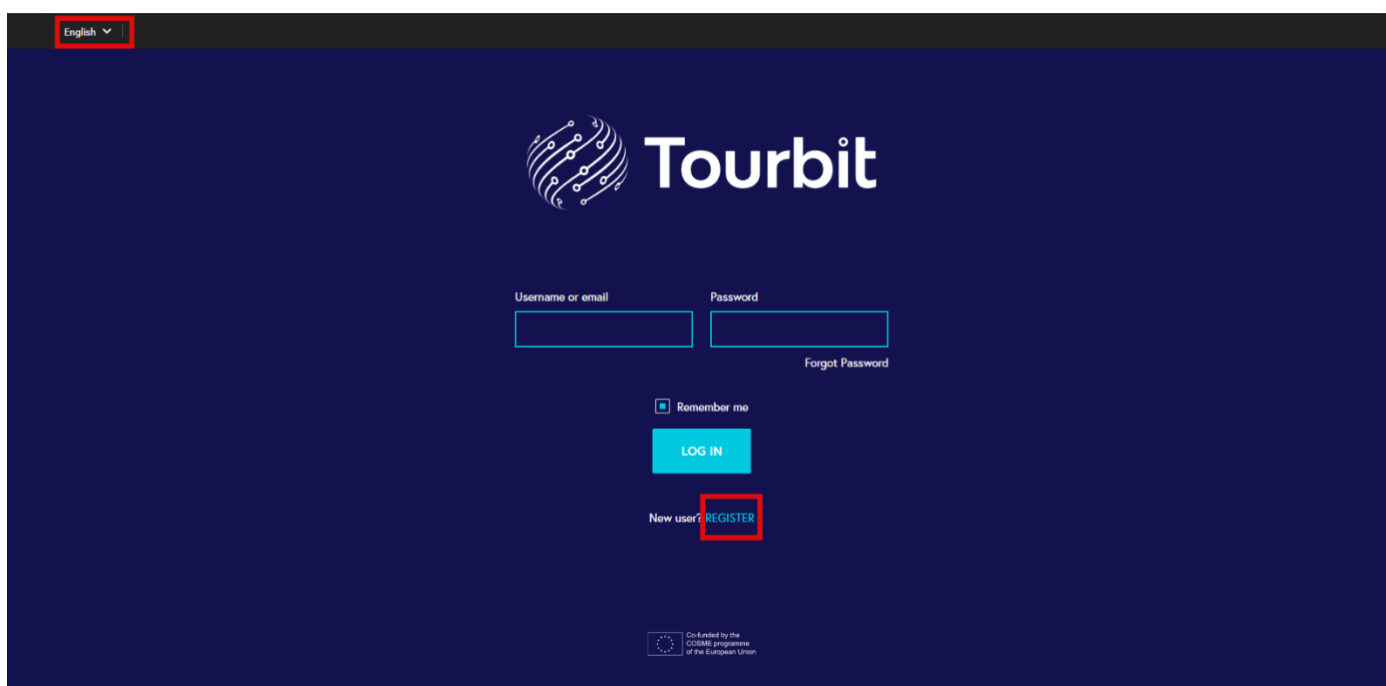 English
Tourbit
Username or email
Password
Forgot Password
Remember me
LOG IN
New user? REGISTER
Co-funded by the
COSME programme
of the European Union